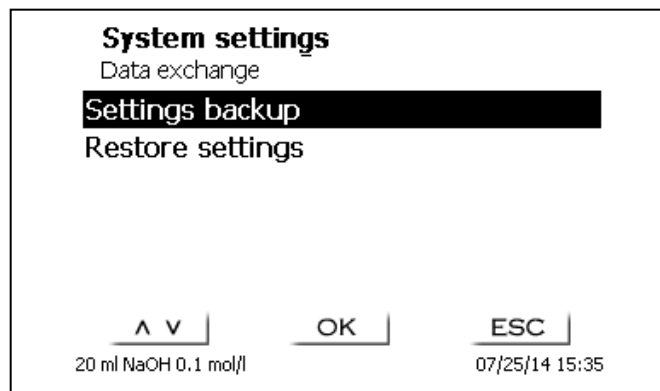 System settings
Data exchange
Settings backup
Restore settings
∧ ∨ OK ESC
20 ml NaOH 0.1 mol/l 07/25/14 15:35